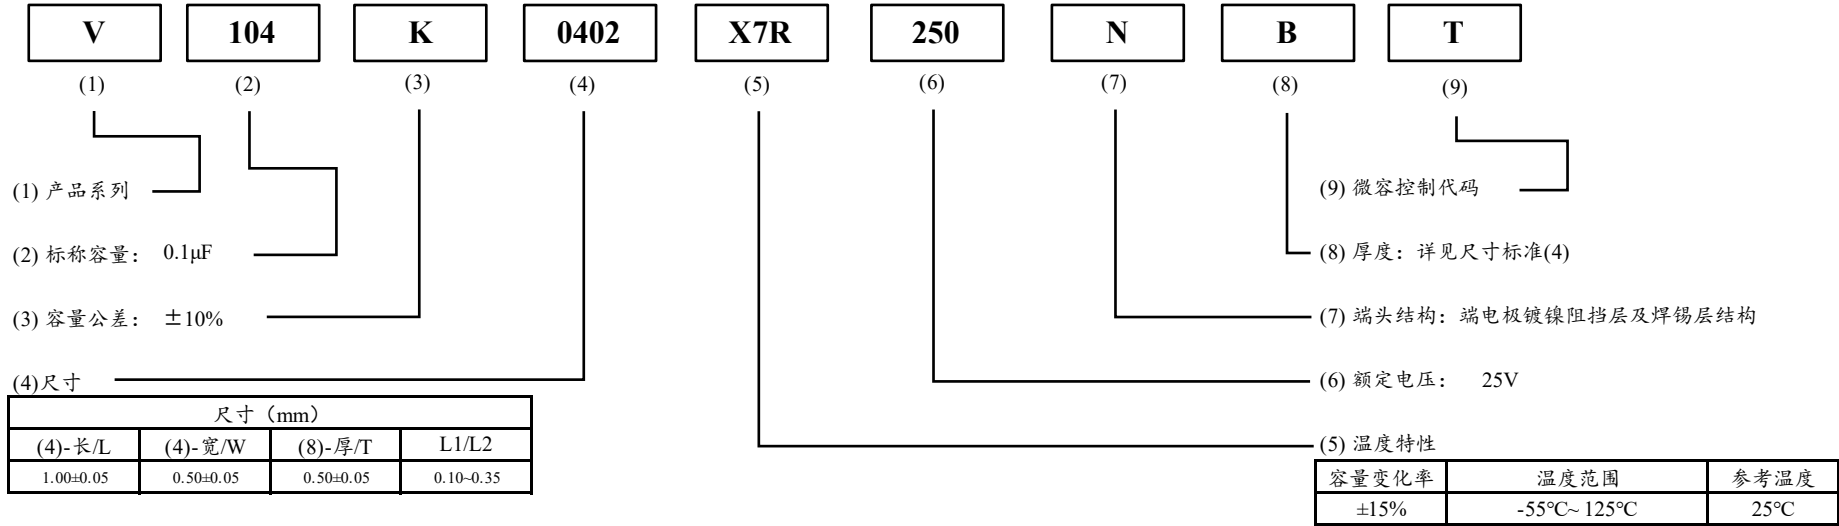 V 104 K 0402 X7R 250 N B T
(1) (2) (3) (4) (5) (6) (7) (8) (9)
(1) 产品系列
(9) 微容控制代码
(2) 标称容量： 0.1μF
(8) 厚度：详见尺寸标准(4)
(3) 容量公差： ±10%
(7) 端头结构：端电极镀镍阻挡层及焊锡层结构
(4)尺寸
(6) 额定电压： 25V
尺寸（mm）
(4)-长/L (4)-宽/W (8)-厚/T L1/L2
1.00±0.05 0.50±0.05 0.50±0.05 0.10~0.35
(5) 温度特性
容量变化率 温度范围 参考温度
±15% -55℃~ 125℃ 25℃